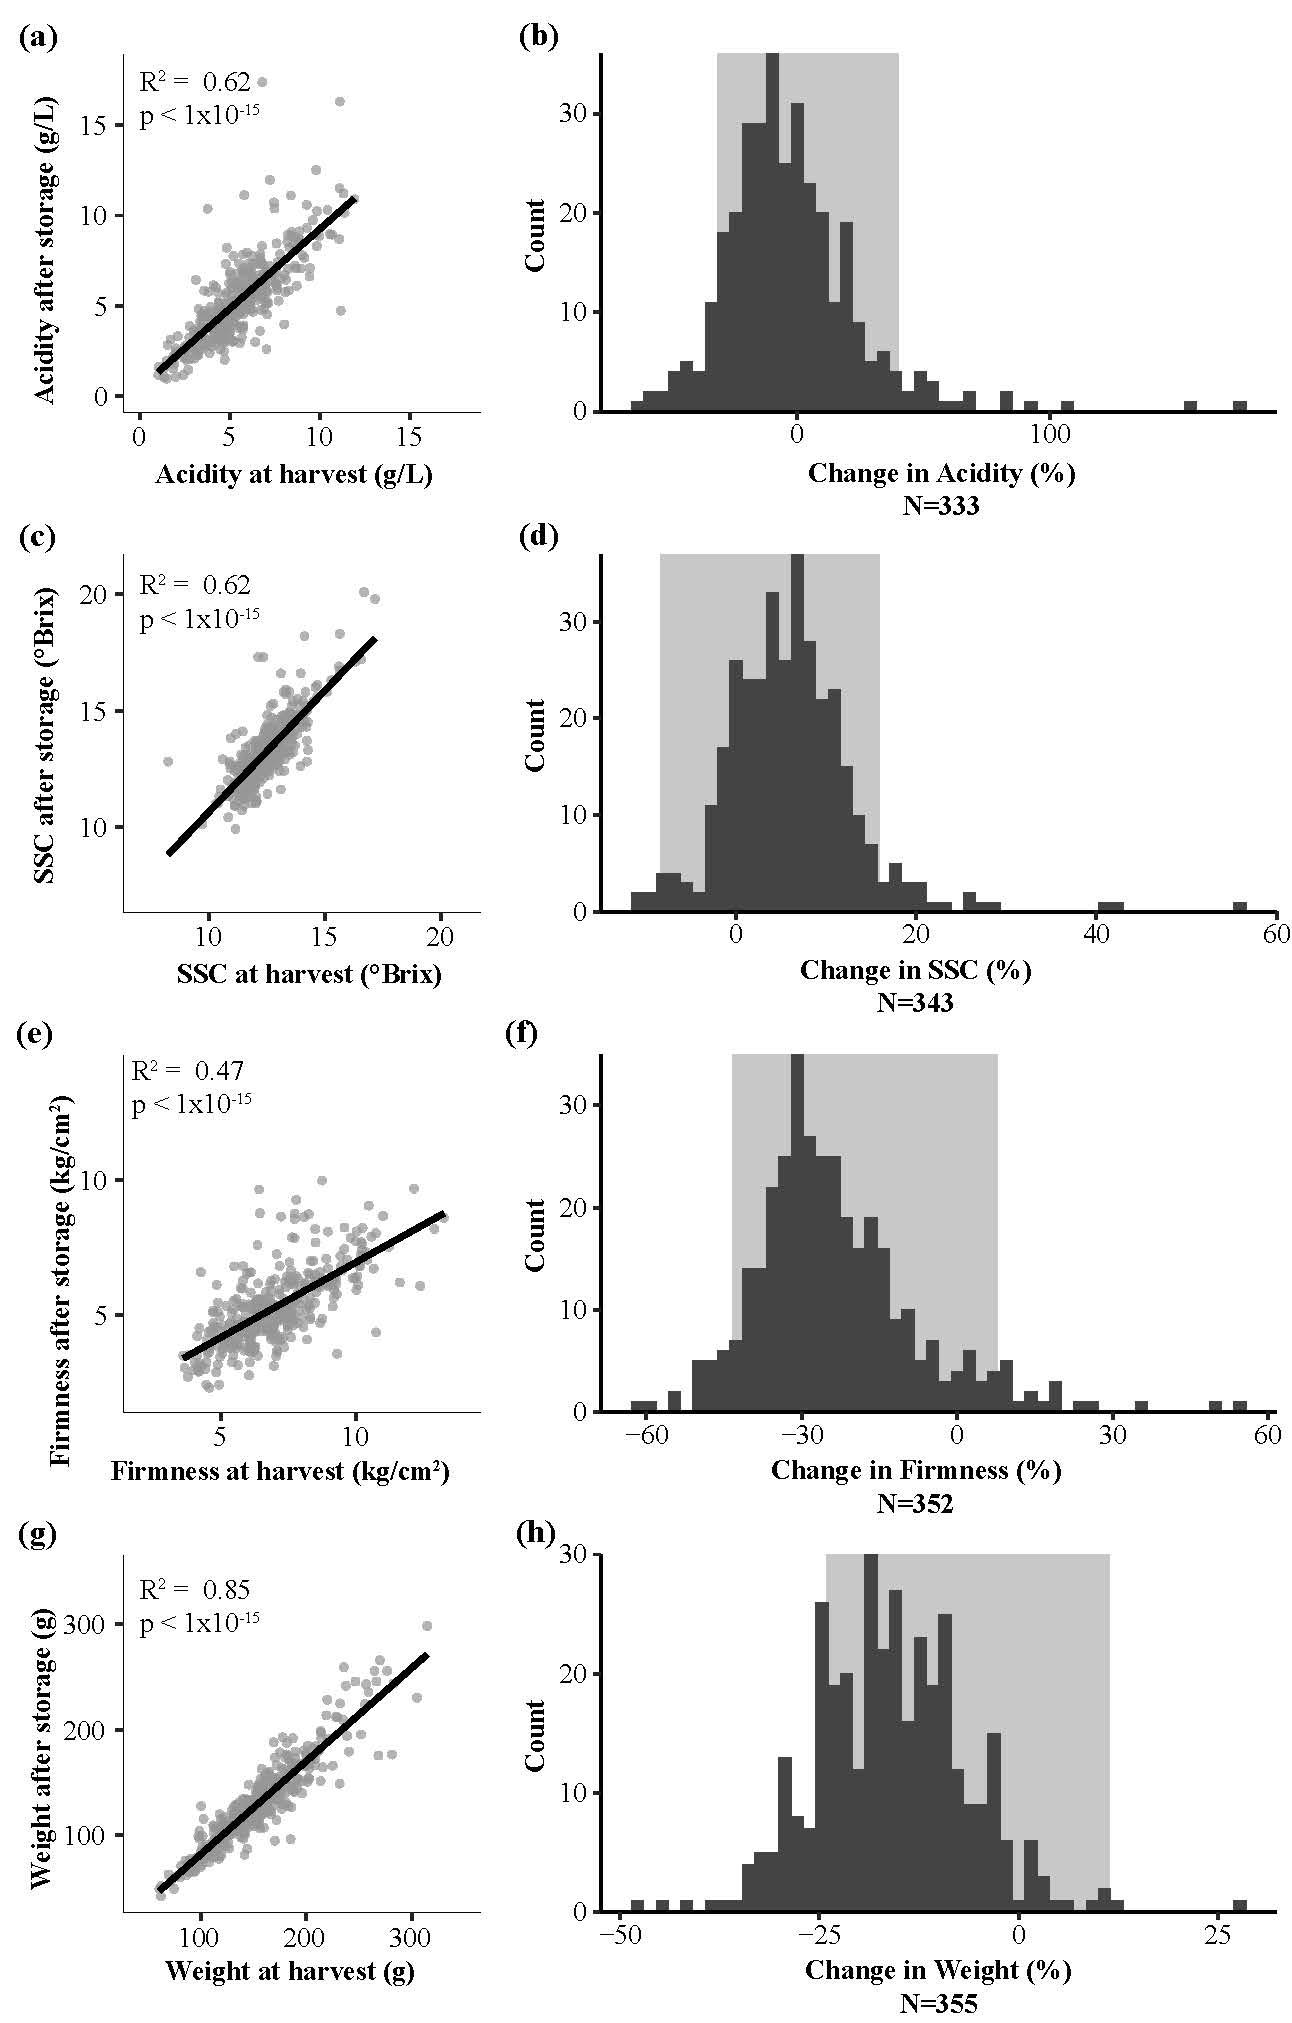 (a)
R² = 0.62
p < 1x10⁻¹⁵
Acidity after storage (g/L)
15
10
5
0
0 5 10 15
Acidity at harvest (g/L)
(b)
Count
30
20
10
0
0 100
Change in Acidity (%)
N=333
(c)
R² = 0.62
p < 1x10⁻¹⁵
SSC after storage (°Brix)
20
15
10
10 15 20
SSC at harvest (°Brix)
(d)
Count
30
20
10
0
0 20 40 60
Change in SSC (%)
N=343
(e)
R² = 0.47
p < 1x10⁻¹⁵
Firmness after storage (kg/cm²)
10
5
5 10
Firmness at harvest (kg/cm²)
(f)
Count
30
20
10
0
−60 −30 0 30 60
Change in Firmness (%)
N=352
(g)
R² = 0.85
p < 1x10⁻¹⁵
Weight after storage (g)
300
200
100
100 200 300
Weight at harvest (g)
(h)
Count
30
20
10
0
−50 −25 0 25
Change in Weight (%)
N=355